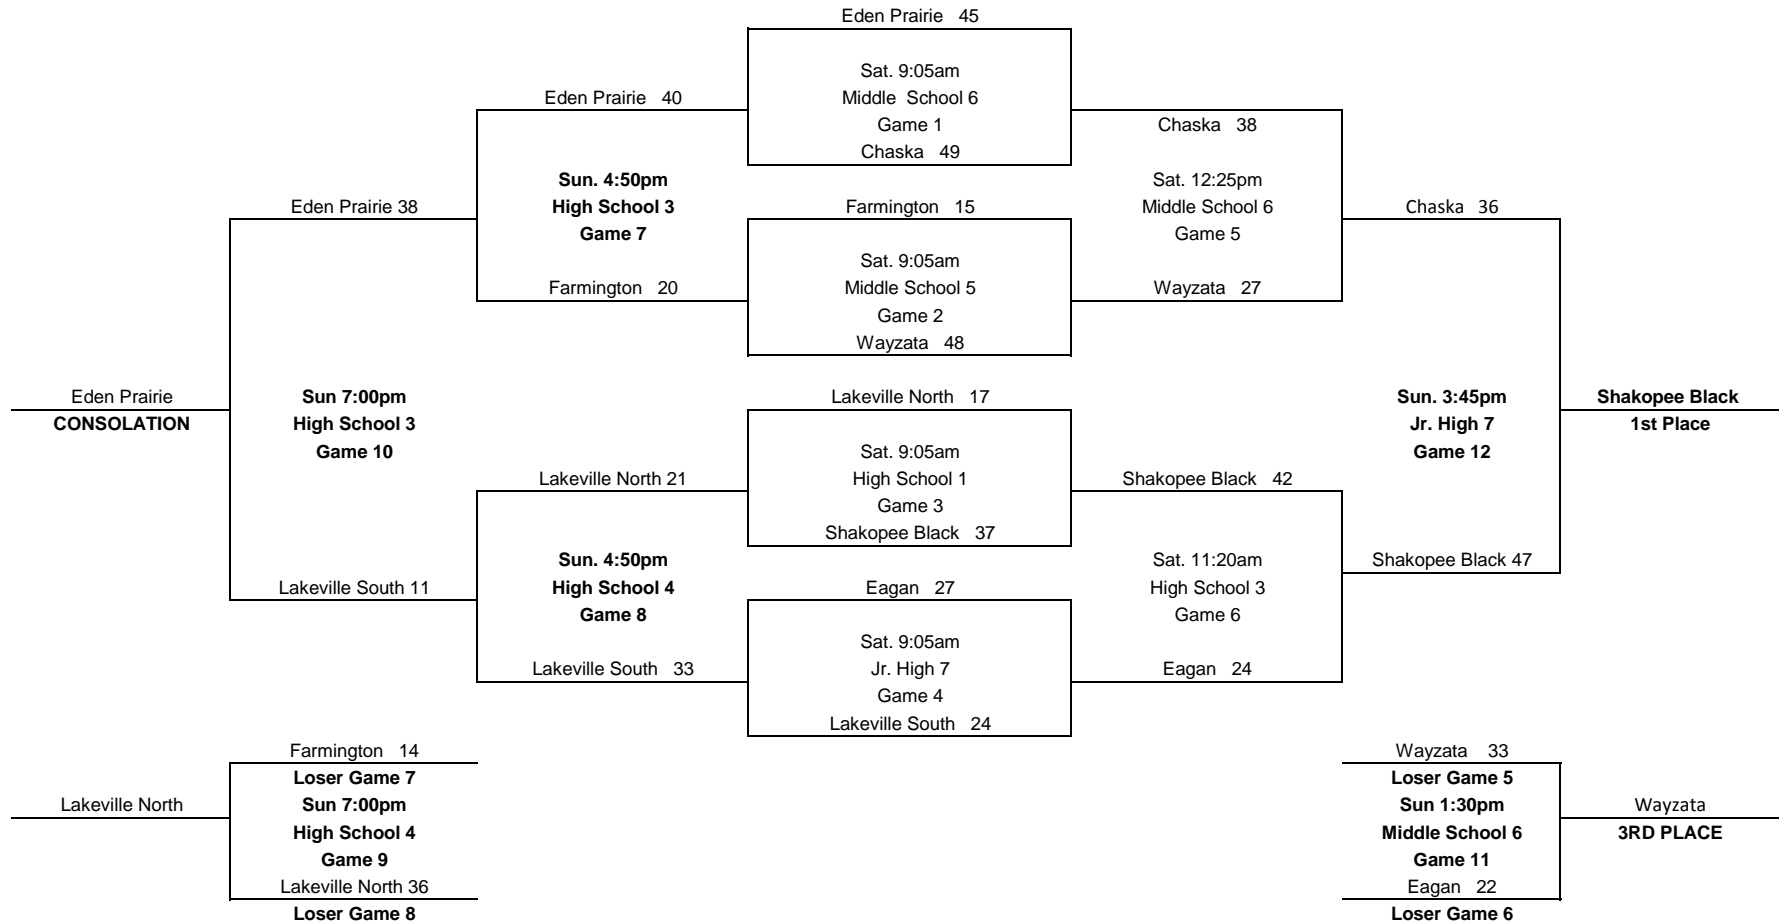 Eden Prairie 45
Sat. 9:05am
Eden Prairie 40
Middle School 6
Game 1
Chaska 38
Chaska 49
Sun. 4:50pm
Sat. 12:25pm
Eden Prairie 38
High School 3
Farmington 15
Middle School 6
Chaska 36
Game 7
Game 5
Sat. 9:05am
Farmington 20
Middle School 5
Wayzata 27
Game 2
Wayzata 48
Eden Prairie
Sun 7:00pm
Lakeville North 17
Sun. 3:45pm
Shakopee Black
CONSOLATION
High School 3
Jr. High 7
1st Place
Game 10
Sat. 9:05am
Game 12
Lakeville North 21
High School 1
Shakopee Black 42
Game 3
Shakopee Black 37
Sun. 4:50pm
Sat. 11:20am
Shakopee Black 47
Lakeville South 11
High School 4
Eagan 27
High School 3
Game 8
Game 6
Sat. 9:05am
Lakeville South 33
Jr. High 7
Eagan 24
Game 4
Lakeville South 24
Farmington 14
Wayzata 33
Loser Game 7
Loser Game 5
Lakeville North
Sun 7:00pm
Sun 1:30pm
Wayzata
High School 4
Middle School 6
3RD PLACE
Game 9
Game 11
Lakeville North 36
Eagan 22
Loser Game 8
Loser Game 6